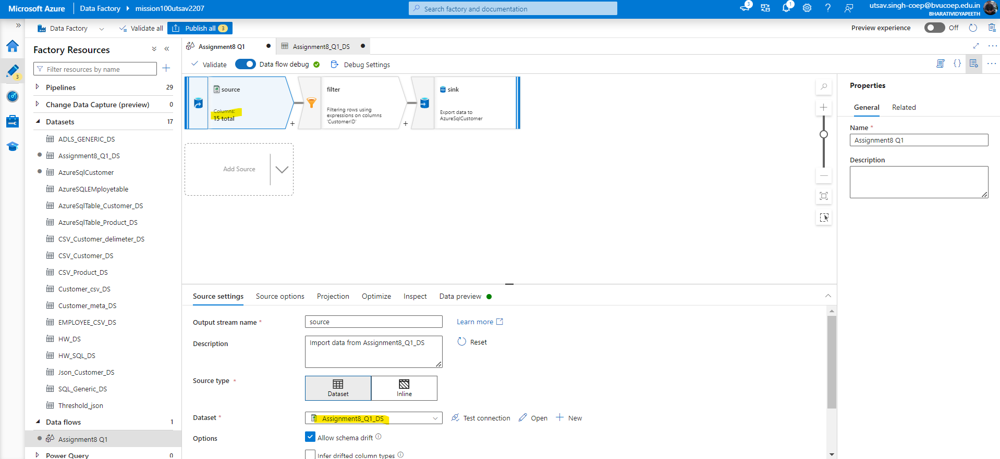 Microsoft Azure
Data Factory
mission100utsav2207
Search factory and documentation
3
1
utsav.singh-coep@bvucoep.edu.in
BHARATIVIDYAPEETH
Data Factory
Validate all
Publish all 3
Preview experience
Off
3
Factory Resources
Filter resources by name
Pipelines 29
Change Data Capture (preview) 0
Datasets 17
ADLS_GENERIC_DS
Assignment8_Q1_DS
AzureSqlCustomer
AzureSQLEMployetable
AzureSqlTable_Customer_DS
AzureSqlTable_Product_DS
CSV_Customer_delimeter_DS
CSV_Customer_DS
CSV_Product_DS
Customer_csv_DS
Customer_meta_DS
EMPLOYEE_CSV_DS
HW_DS
HW_SQL_DS
Json_Customer_DS
SQL_Generic_DS
Threshold_json
Data flows 1
Assignment8 Q1
Power Query 0
Assignment8 Q1
Assignment8_Q1_DS
Validate
Data flow debug
Debug Settings
source
Columns:
15 total
+
filter
Filtering rows using
expressions on columns
'CustomerID'
+
sink
Export data to
AzureSqlCustomer
Add Source
Source settings
Source options
Projection
Optimize
Inspect
Data preview
Output stream name *
source
Learn more
Description
Import data from Assignment8_Q1_DS
Reset
Source type *
Dataset
Inline
Dataset *
Assignment8_Q1_DS
Test connection
Open
New
Options
Allow schema drift
Infer drifted column types
Properties
General
Related
Name *
Assignment8 Q1
Description